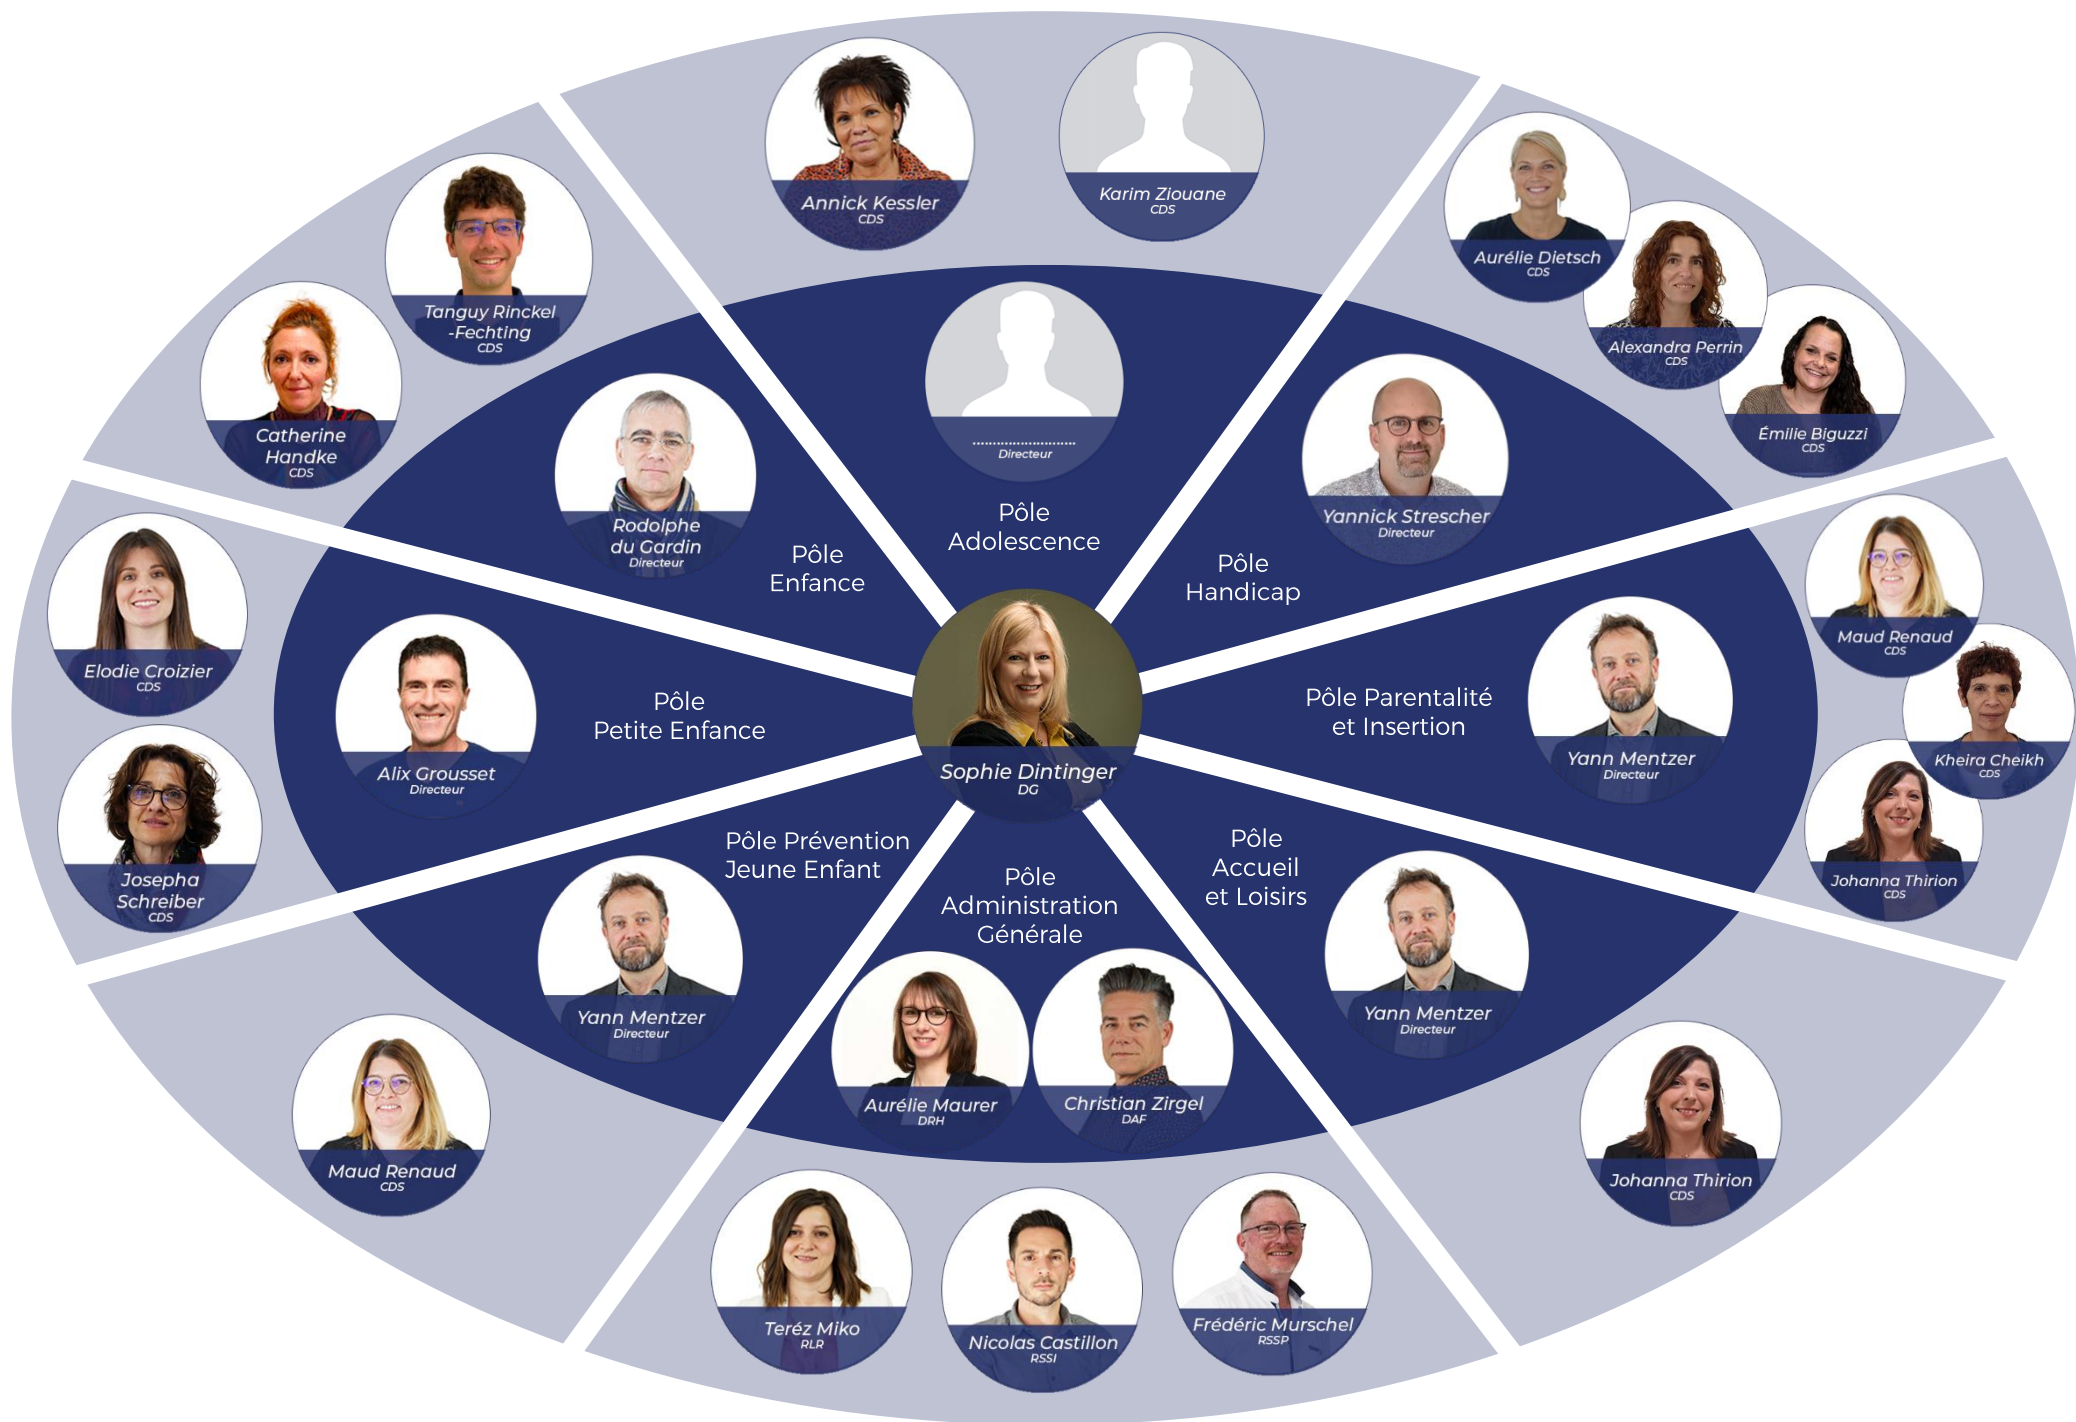 Annick Kessler
CDS
Karim Ziouane
CDS
Aurélie Dietsch
CDS
Alexandra Perrin
CDS
Émilie Biguzzi
CDS
Tanguy Rinckel
-Fechting
CDS
Catherine
Handke
CDS
..........................
Directeur
Pôle
Adolescence
Rodolphe
du Gardin
Directeur
Pôle
Enfance
Yannick Strescher
Directeur
Pôle
Handicap
Elodie Croizier
CDS
Josepha
Schreiber
CDS
Alix Grousset
Directeur
Pôle
Petite Enfance
Sophie Dintinger
DG
Pôle Parentalité
et Insertion
Yann Mentzer
Directeur
Maud Renaud
CDS
Kheira Cheikh
CDS
Johanna Thirion
CDS
Pôle Prévention
Jeune Enfant
Yann Mentzer
Directeur
Maud Renaud
CDS
Pôle
Administration
Générale
Aurélie Maurer
DRH
Christian Zirgel
DAF
Teréz Miko
RLR
Nicolas Castillon
RSSI
Frédéric Murschel
RSSP
Pôle
Accueil
et Loisirs
Yann Mentzer
Directeur
Johanna Thirion
CDS